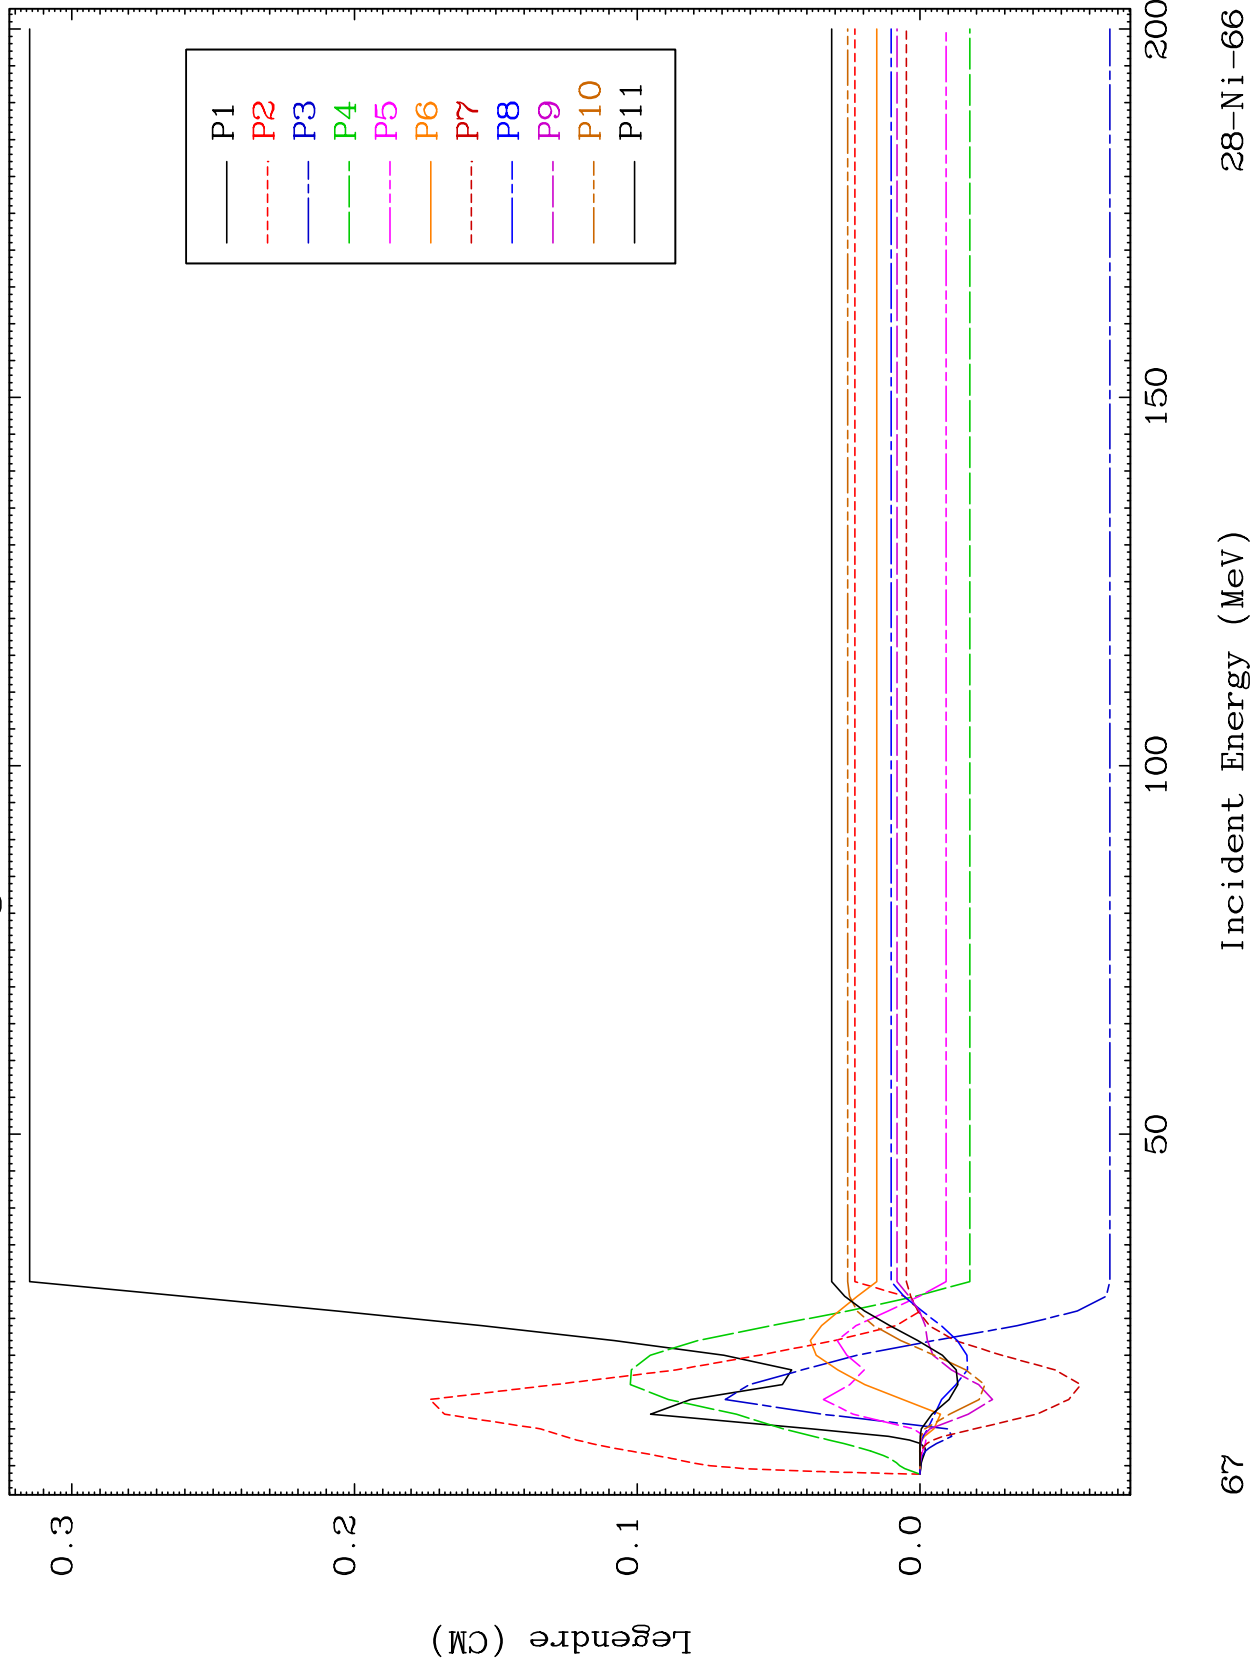 P1
P2
P3
P4
P5
P6
P7
P8
P9
P10
P11
0.3
0.2
0.1
0.0
Legendre (CM)
50
100
150
200
Incident Energy (MeV)
67
28-Ni-66